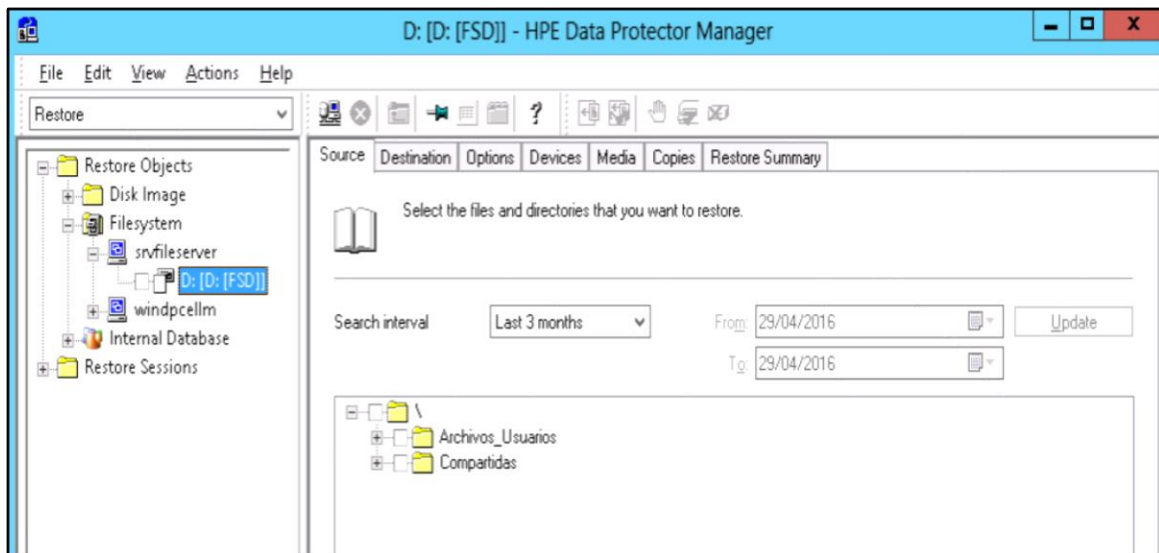 D: [D: [FSD]] - HPE Data Protector Manager
File Edit View Actions Help
Restore
Restore Objects
Disk Image
Filesystem
srvfileserver
D: [D: [FSD]]
windpcellm
Internal Database
Restore Sessions
Source Destination Options Devices Media Copies Restore Summary
Select the files and directories that you want to restore.
Search interval Last 3 months From: 29/04/2016 Update
To: 29/04/2016
\
Archivos_Usuarios
Compartidas